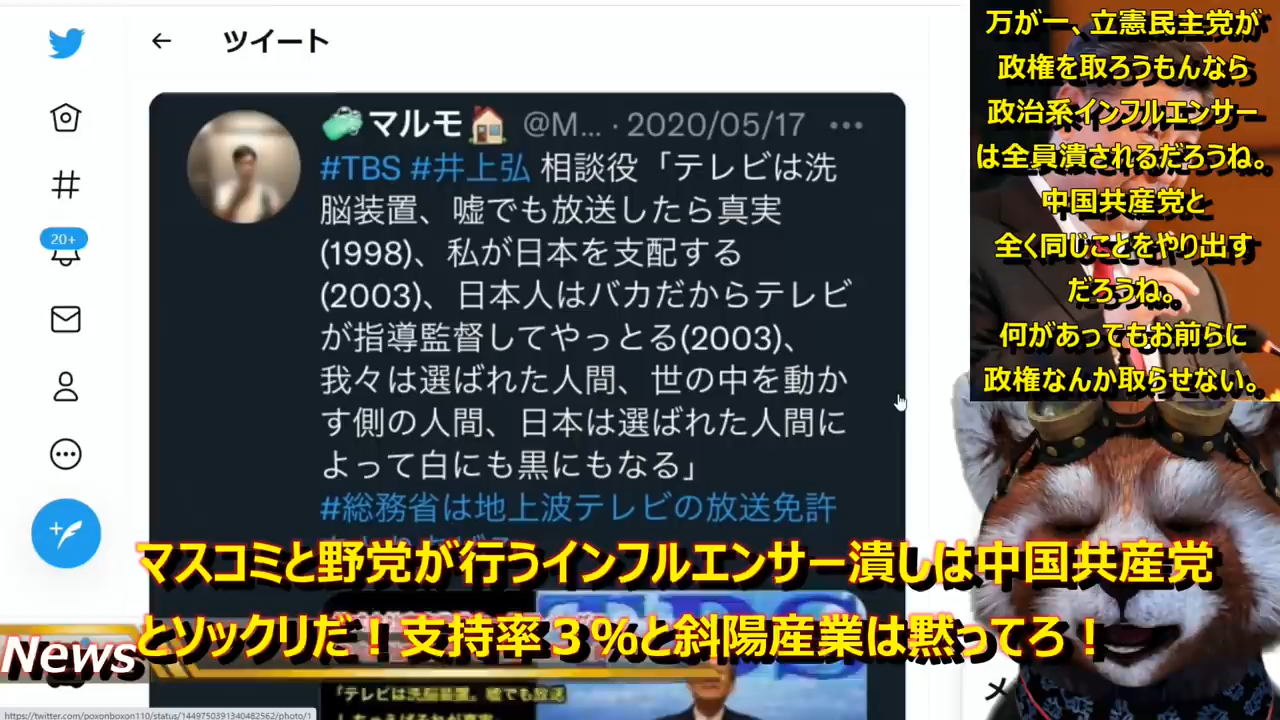 ツイート
マルモ @M... · 2020/05/17
#TBS #井上弘 相談役「テレビは洗
脳装置、嘘でも放送したら真実
(1998)、私が日本を支配する
(2003)、日本人はバカだからテレビ
が指導監督してやっとる(2003)、
我々は選ばれた人間、世の中を動か
す側の人間、日本は選ばれた人間に
よって白にも黒にもなる」
#総務省は地上波テレビの放送免許
20+
万が一、立憲民主党が
政権を取ろうもんなら
政治系インフルエンサー
は全員潰されるだろうね。
中国共産党と
全く同じことをやり出す
だろうね。
何があってもお前らに
政権なんか取らせない。
マスコミと野党が行うインフルエンサー潰しは中国共産党
とソックリだ！支持率３％と斜陽産業は黙ってろ！
News
「テレビは洗脳装置。嘘でも放送
https://twitter.com/poxonboxon110/status/1449750391340482562/photo/1
メ